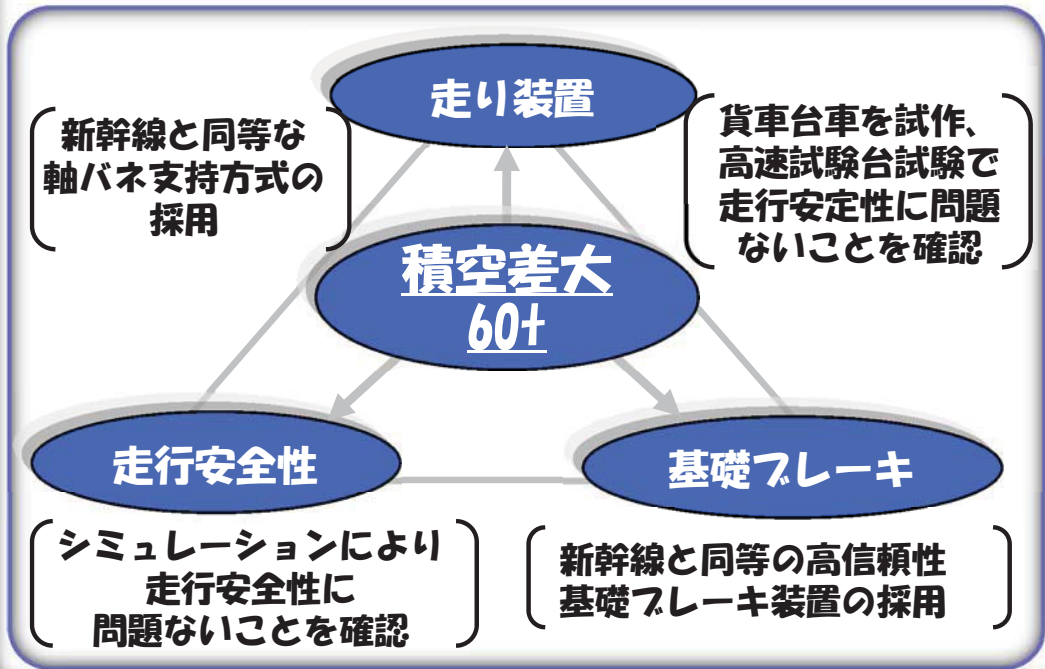 走り装置
新幹線と同等な
軸バネ支持方式の
採用
貨車台車を試作、
高速試験台試験で
走行安定性に問題
ないことを確認
積空差大
60t
走行安全性
基礎ブレーキ
シミュレーションにより
走行安全性に
問題ないことを確認
新幹線と同等の高信頼性
基礎ブレーキ装置の採用